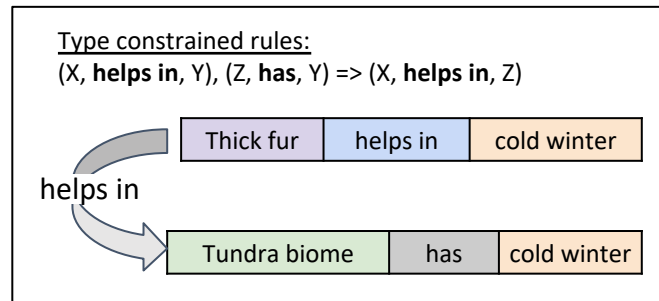 Type constrained rules:
(X, helps in, Y), (Z, has, Y) => (X, helps in, Z)
Thick fur helps in cold winter
helps in
Tundra biome has cold winter